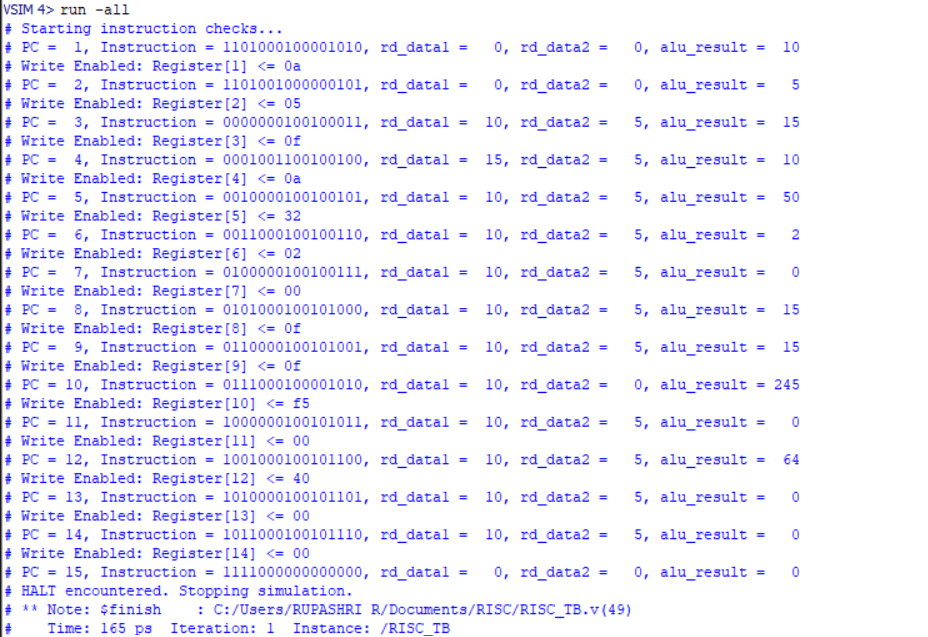 VSIM 4> run -all
# Starting instruction checks...
# PC =  1, Instruction = 1101000100001010, rd_data1 =   0, rd_data2 =   0, alu_result =  10
# Write Enabled: Register[1] <= 0a
# PC =  2, Instruction = 1101001000000101, rd_data1 =   0, rd_data2 =   0, alu_result =   5
# Write Enabled: Register[2] <= 05
# PC =  3, Instruction = 0000000100100011, rd_data1 =  10, rd_data2 =   5, alu_result =  15
# Write Enabled: Register[3] <= 0f
# PC =  4, Instruction = 0001001100100100, rd_data1 =  15, rd_data2 =   5, alu_result =  10
# Write Enabled: Register[4] <= 0a
# PC =  5, Instruction = 0010000100100101, rd_data1 =  10, rd_data2 =   5, alu_result =  50
# Write Enabled: Register[5] <= 32
# PC =  6, Instruction = 0011000100100110, rd_data1 =  10, rd_data2 =   5, alu_result =   2
# Write Enabled: Register[6] <= 02
# PC =  7, Instruction = 0100000100100111, rd_data1 =  10, rd_data2 =   5, alu_result =   0
# Write Enabled: Register[7] <= 00
# PC =  8, Instruction = 0101000100101000, rd_data1 =  10, rd_data2 =   5, alu_result =  15
# Write Enabled: Register[8] <= 0f
# PC =  9, Instruction = 0110000100101001, rd_data1 =  10, rd_data2 =   5, alu_result =  15
# Write Enabled: Register[9] <= 0f
# PC = 10, Instruction = 0111000100001010, rd_data1 =  10, rd_data2 =   0, alu_result = 245
# Write Enabled: Register[10] <= f5
# PC = 11, Instruction = 1000000100101011, rd_data1 =  10, rd_data2 =   5, alu_result =   0
# Write Enabled: Register[11] <= 00
# PC = 12, Instruction = 1001000100101100, rd_data1 =  10, rd_data2 =   5, alu_result =  64
# Write Enabled: Register[12] <= 40
# PC = 13, Instruction = 1010000100101101, rd_data1 =  10, rd_data2 =   5, alu_result =   0
# Write Enabled: Register[13] <= 00
# PC = 14, Instruction = 1011000100101110, rd_data1 =  10, rd_data2 =   5, alu_result =   0
# Write Enabled: Register[14] <= 00
# PC = 15, Instruction = 1111000000000000, rd_data1 =   0, rd_data2 =   0, alu_result =   0
# HALT encountered. Stopping simulation.
# ** Note: $finish    : C:/Users/RUPASHRI R/Documents/RISC/RISC_TB.v(49)
#    Time: 165 ps  Iteration: 1  Instance: /RISC_TB